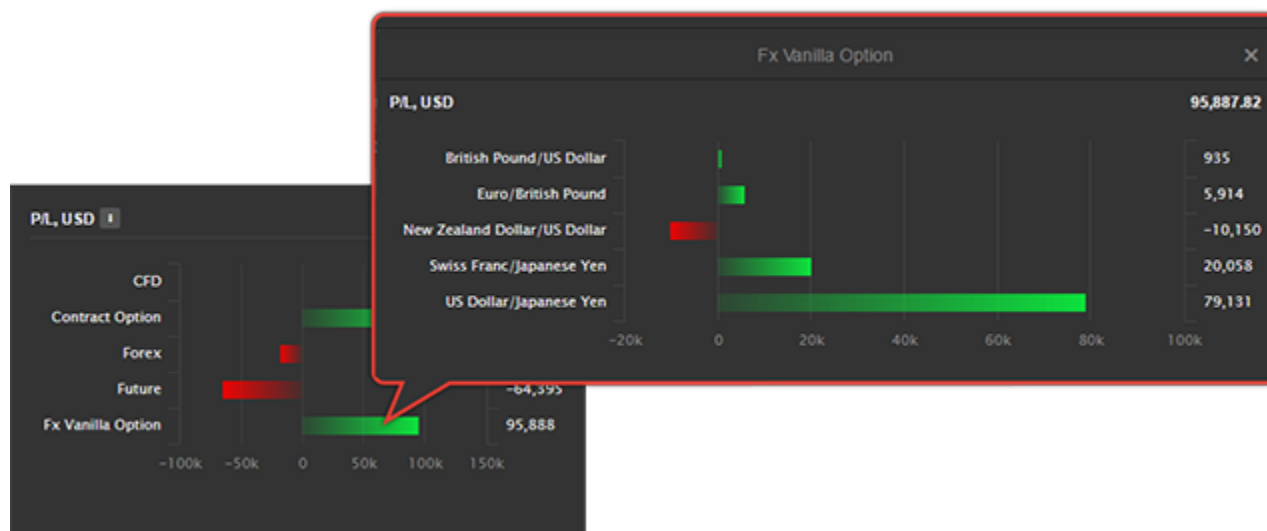 Fx Vanilla Option ×
P/L, USD 95,887.82
British Pound/US Dollar 935
Euro/British Pound 5,914
New Zealand Dollar/US Dollar -10,150
Swiss Franc/Japanese Yen 20,058
US Dollar/Japanese Yen 79,131
-20k 0 20k 40k 60k 80k 100k
P/L, USD
CFD
Contract Option
Forex
Future -64,395
Fx Vanilla Option 95,888
-100k -50k 0 50k 100k 150k